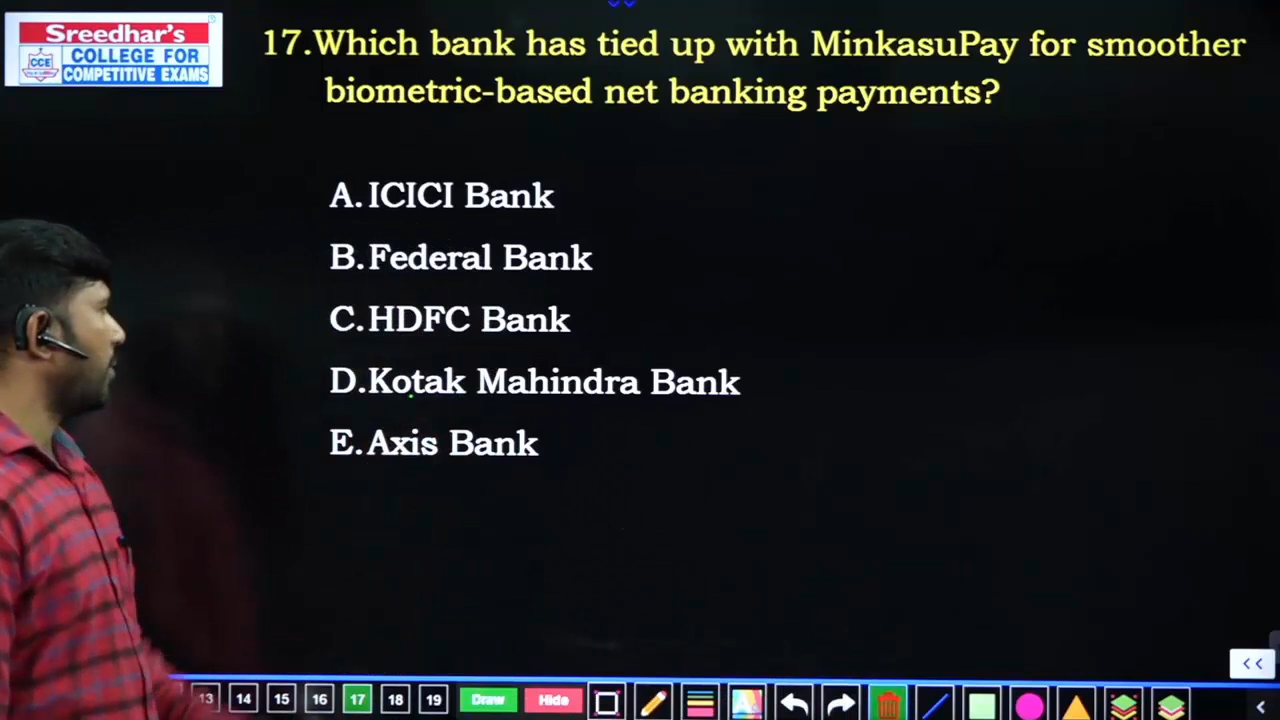 Sreedhar's
CCE
COLLEGE FOR
COMPETITIVE EXAMS
17.Which bank has tied up with MinkasuPay for smoother
biometric-based net banking payments?
A.ICICI Bank
B.Federal Bank
C.HDFC Bank
D.Kotak Mahindra Bank
E.Axis Bank
13 14 15 16 17 18 19 Draw Hide